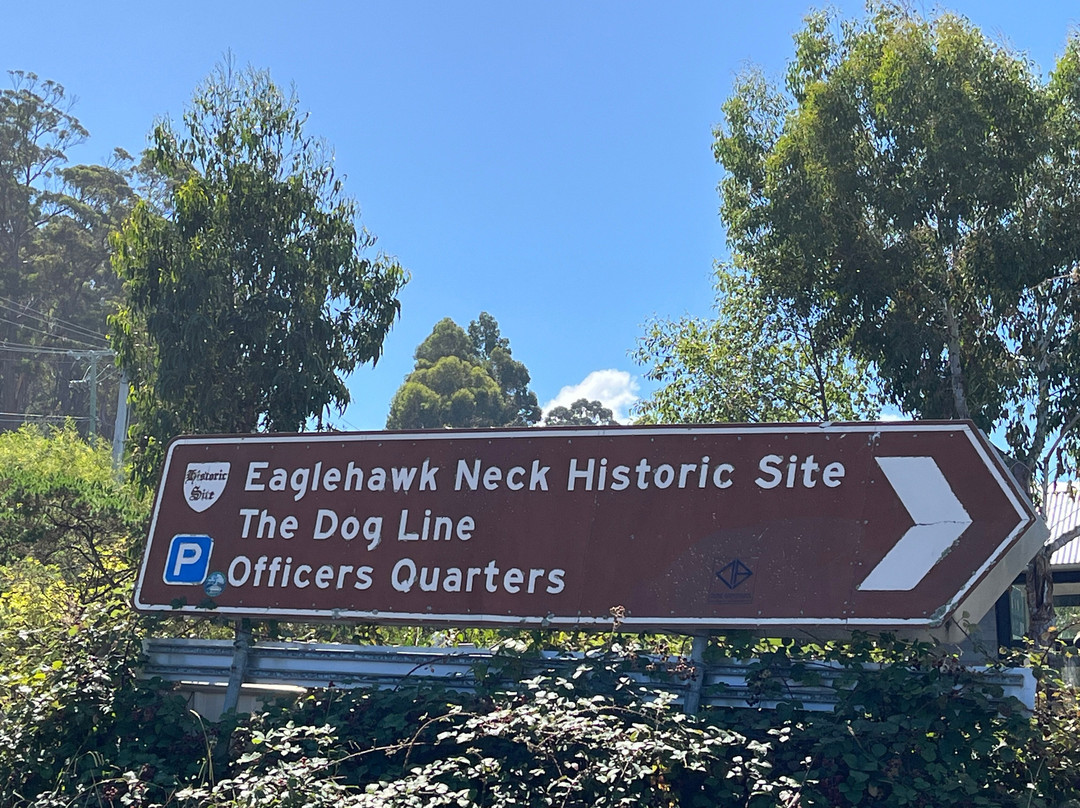 Historic
Site
Eaglehawk Neck Historic Site
The Dog Line
P
Officers Quarters